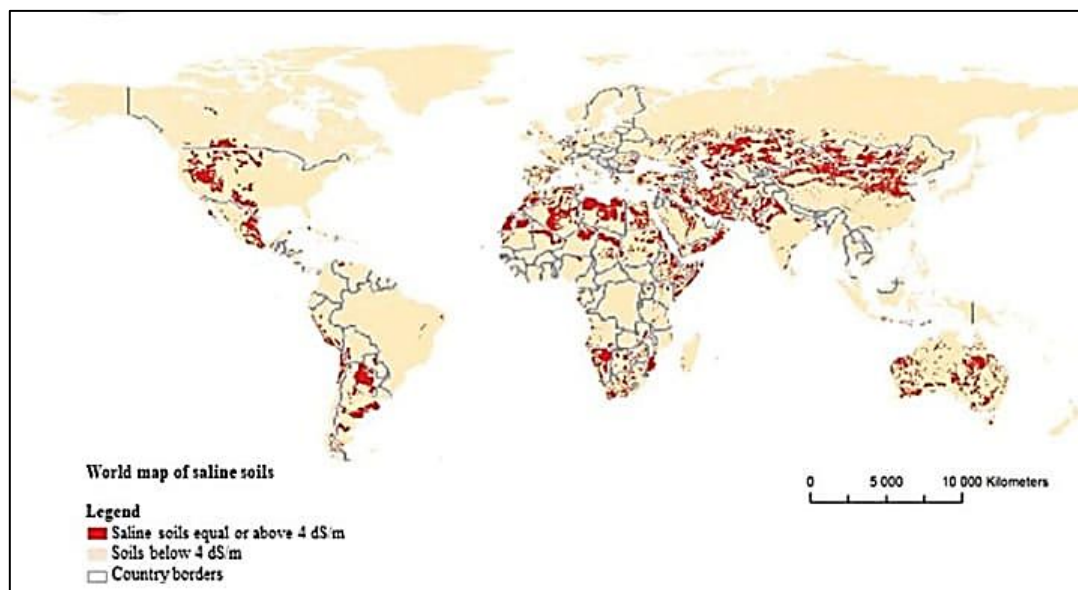 World map of saline soils
Legend
Saline soils equal or above 4 dS/m
Soils below 4 dS/m
Country borders
0 5 000 10 000 Kilometers